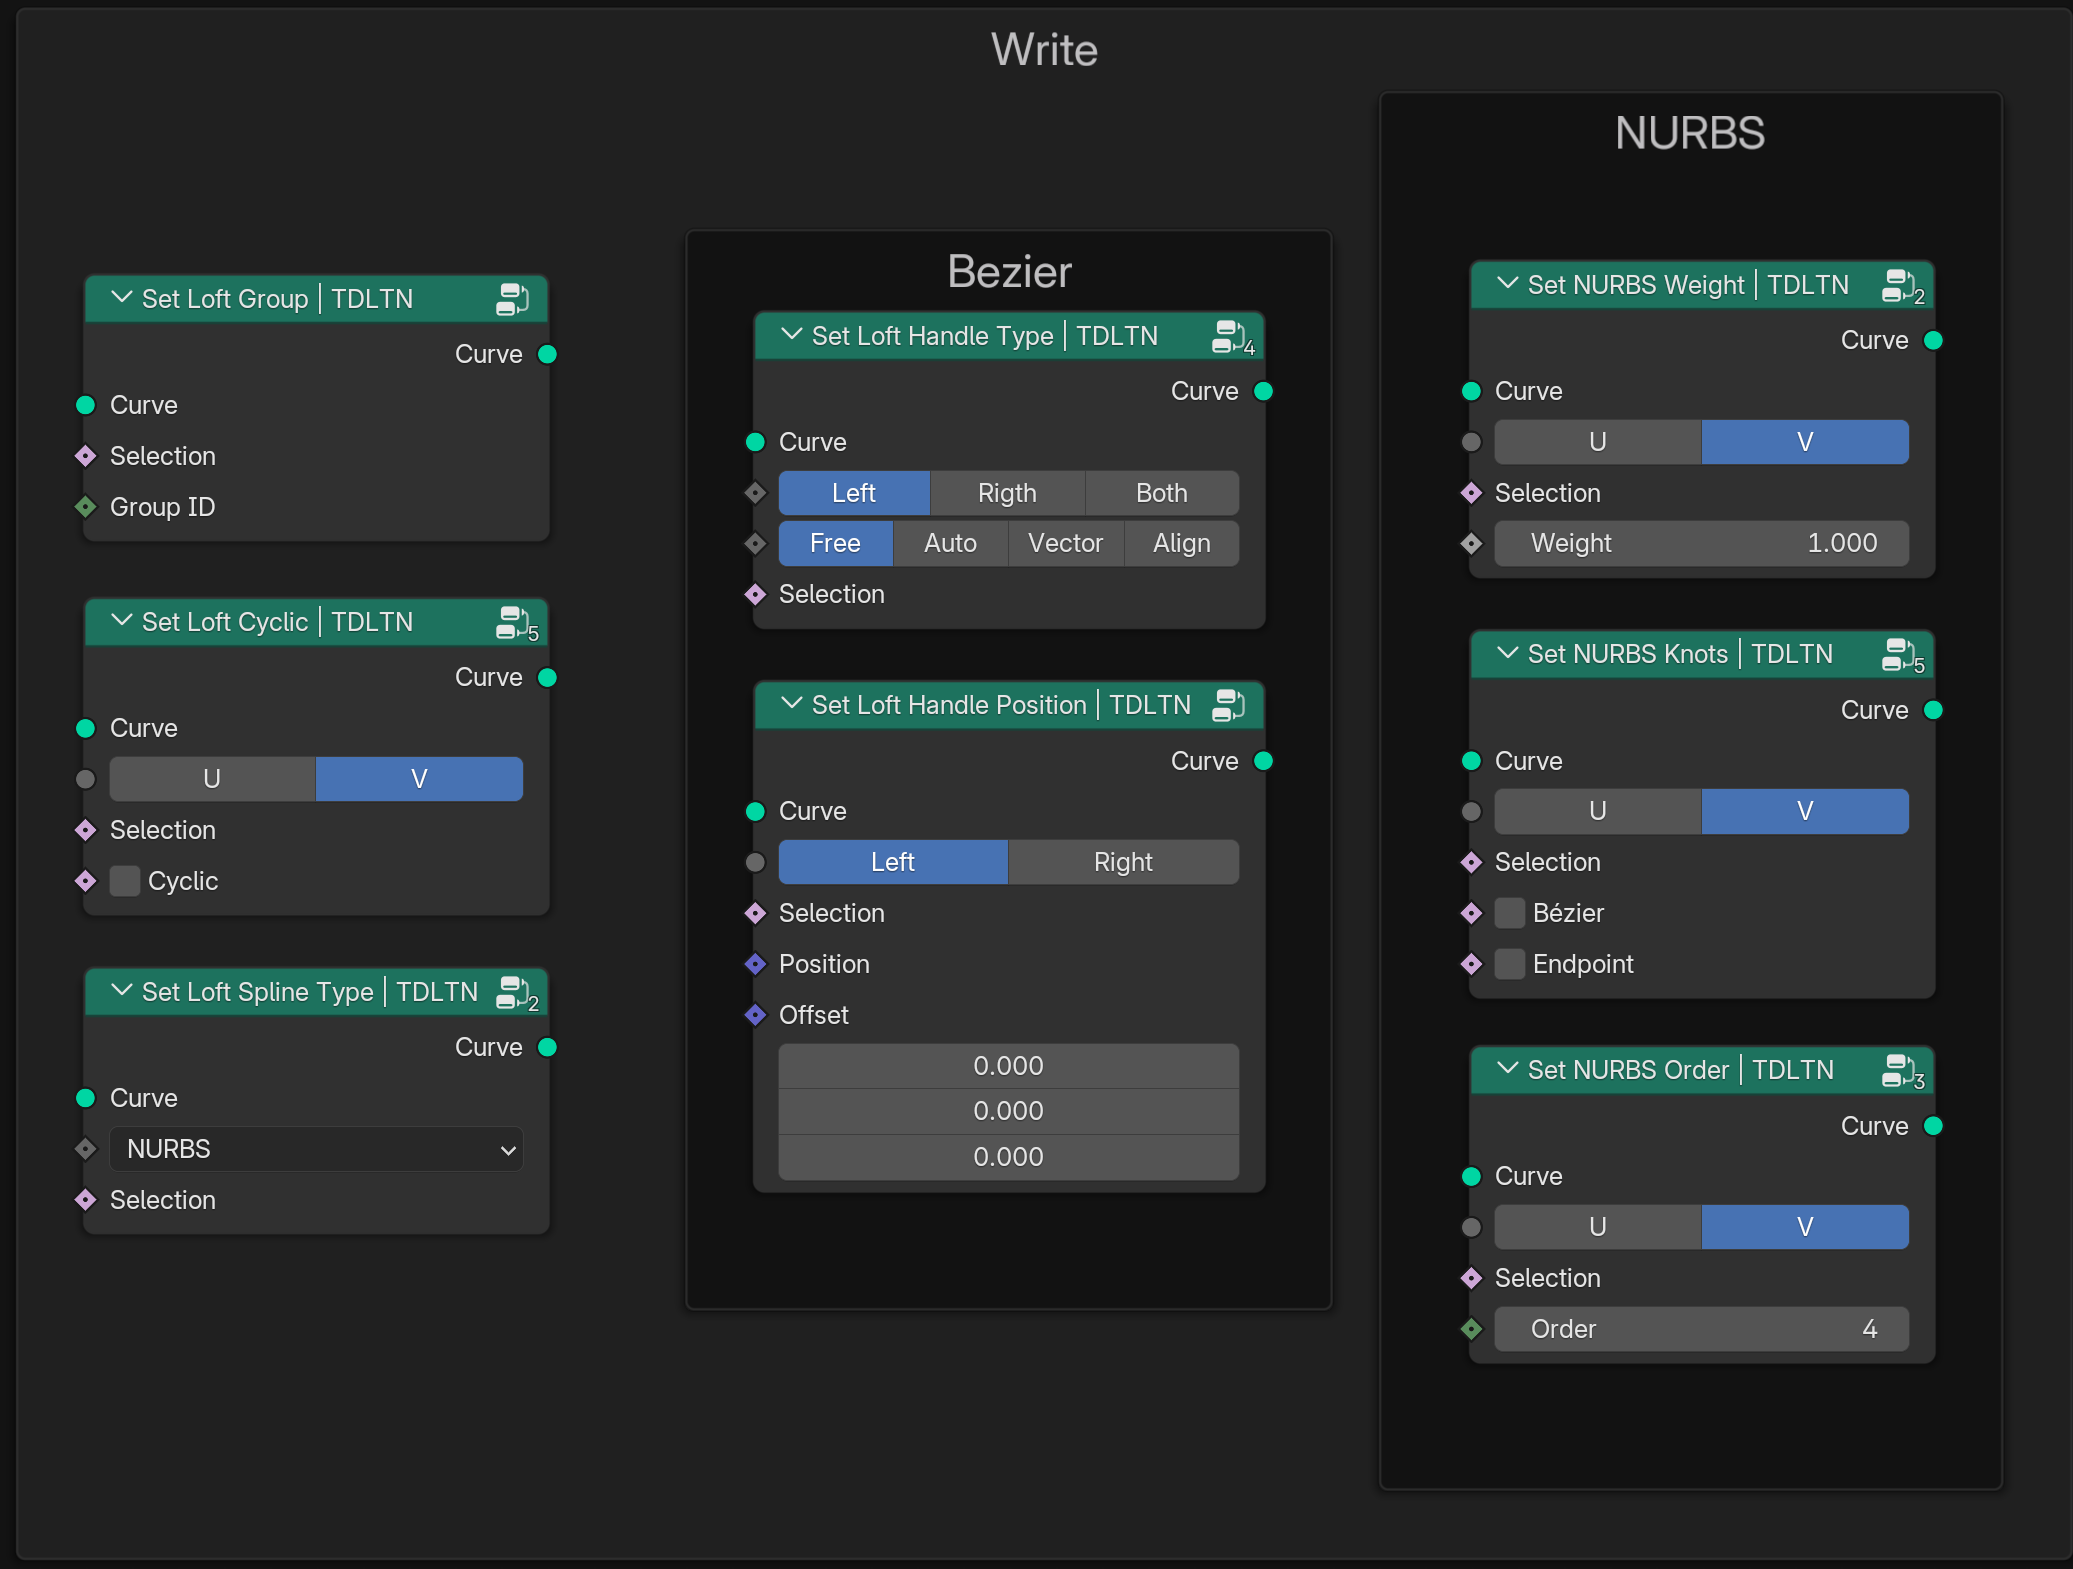 Write
Set Loft Group | TDLTN
Curve
Curve
Selection
Group ID
Set Loft Cyclic | TDLTN 5
Curve
Curve
U V
Selection
Cyclic
Set Loft Spline Type | TDLTN 2
Curve
Curve
NURBS
Selection
Bezier
Set Loft Handle Type | TDLTN 4
Curve
Curve
Left Rigth Both
Free Auto Vector Align
Selection
Set Loft Handle Position | TDLTN
Curve
Curve
Left Right
Selection
Position
Offset
0.000
0.000
0.000
NURBS
Set NURBS Weight | TDLTN 2
Curve
Curve
U V
Selection
Weight 1.000
Set NURBS Knots | TDLTN 5
Curve
Curve
U V
Selection
Bézier
Endpoint
Set NURBS Order | TDLTN 3
Curve
Curve
U V
Selection
Order 4